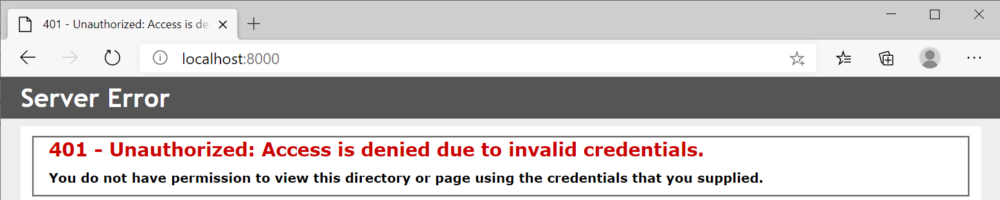 401 - Unauthorized: Access is de
localhost:8000
Server Error
401 - Unauthorized: Access is denied due to invalid credentials.
You do not have permission to view this directory or page using the credentials that you supplied.